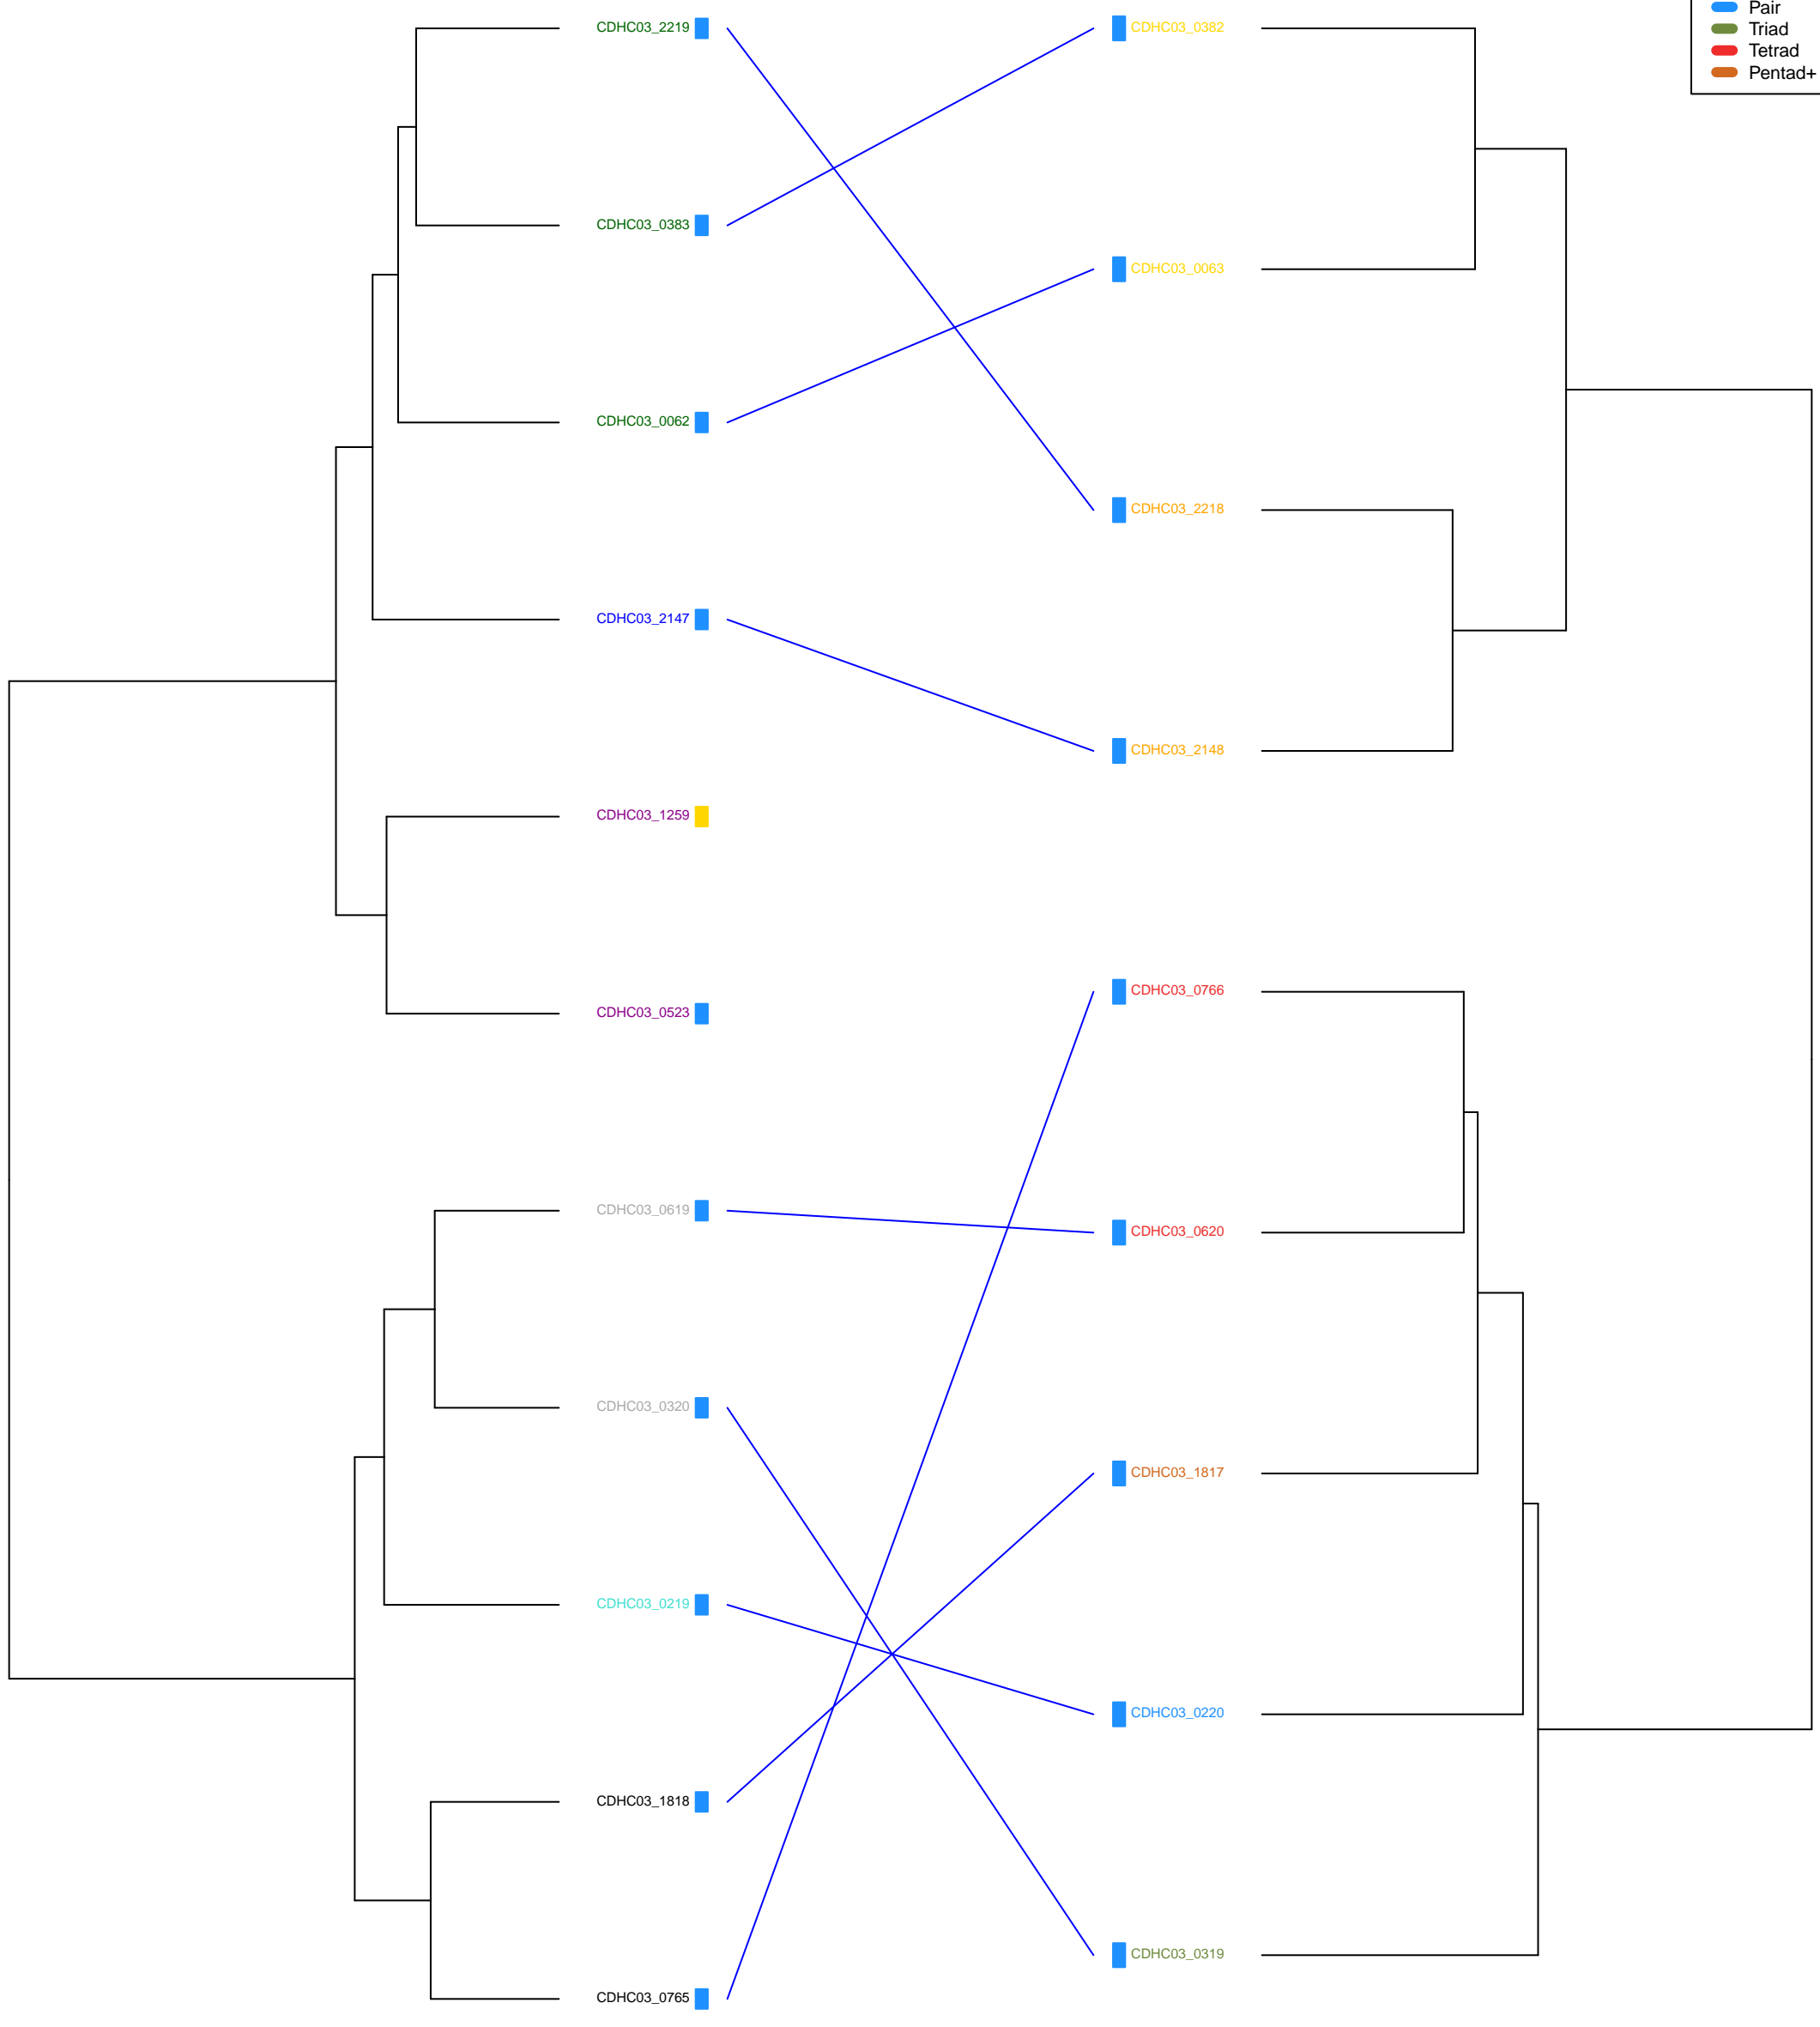 Pair
Triad
Tetrad
Pentad+
CDHC03_2219
CDHC03_0383
CDHC03_0062
CDHC03_2147
CDHC03_1259
CDHC03_0523
CDHC03_0619
CDHC03_0320
CDHC03_0219
CDHC03_1818
CDHC03_0765
CDHC03_0382
CDHC03_0063
CDHC03_2218
CDHC03_2148
CDHC03_0766
CDHC03_0620
CDHC03_1817
CDHC03_0220
CDHC03_0319